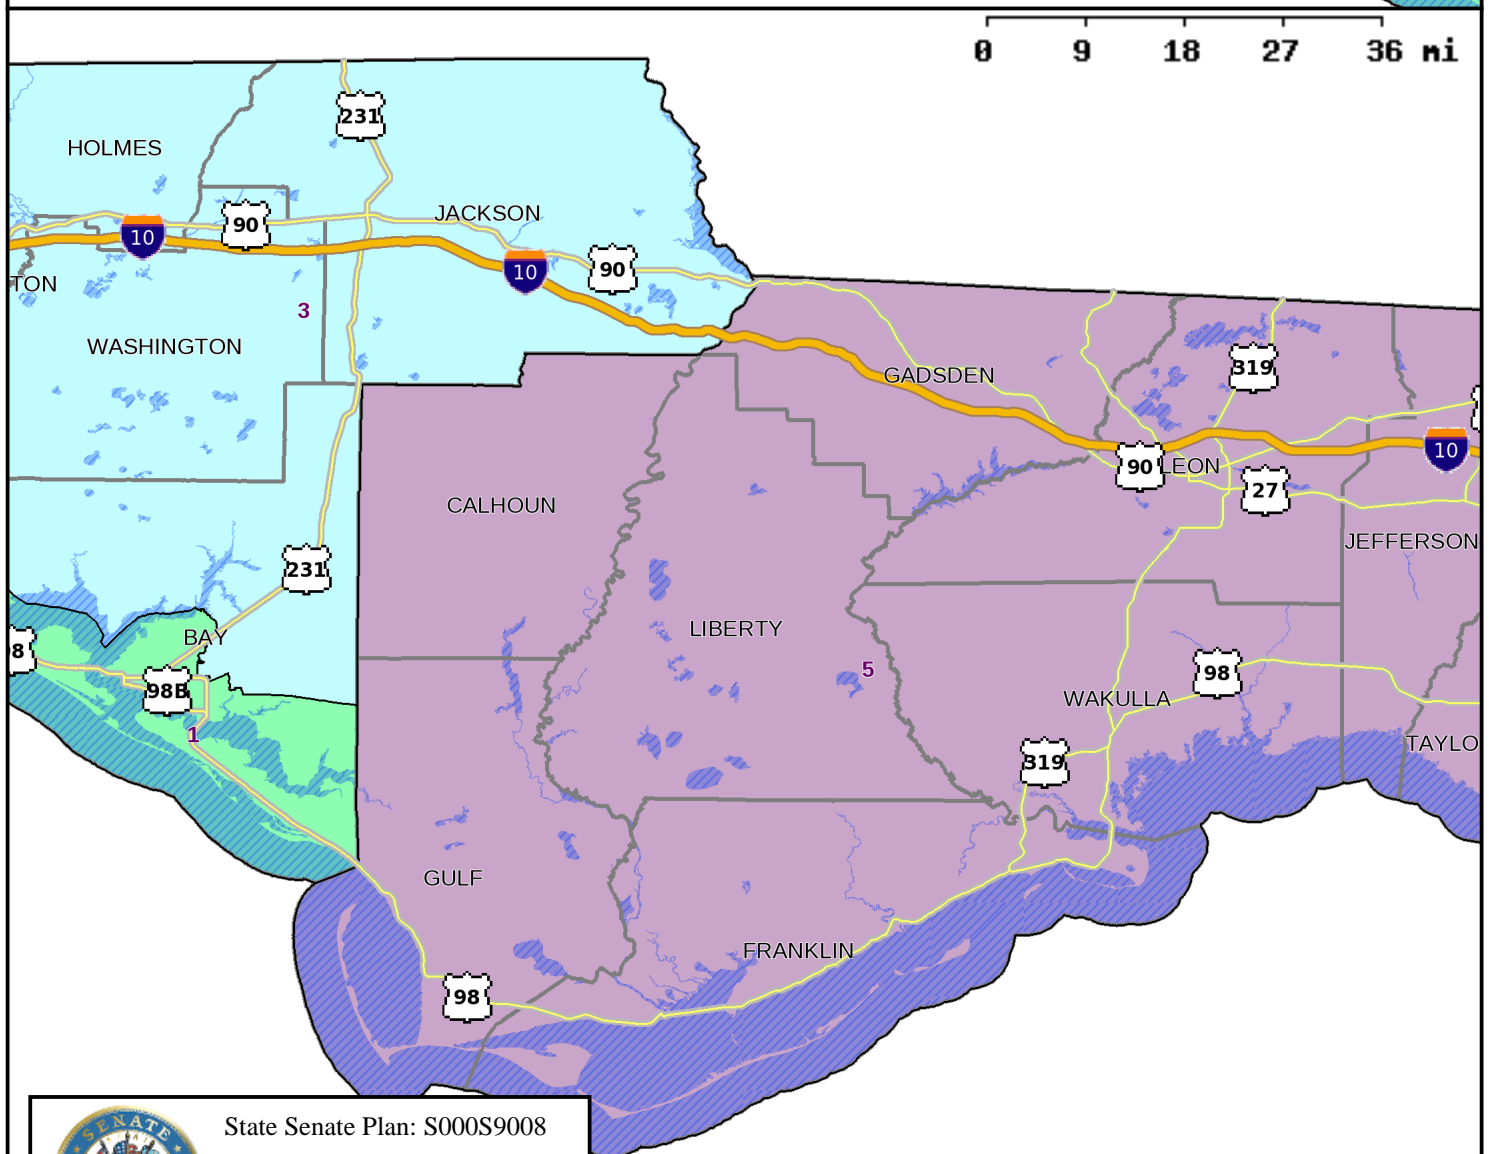 0 9 18 27 36 mi
231
HOLMES
JACKSON
90
10
10
90
TON
3
WASHINGTON
319
GADSDEN
10
90
LEON
27
CALHOUN
JEFFERSON
231
LIBERTY
BAY
98
5
98
98B
WAKULLA
1
TAYLO
319
GULF
FRANKLIN
98
SENATE
State Senate Plan: S000S9008